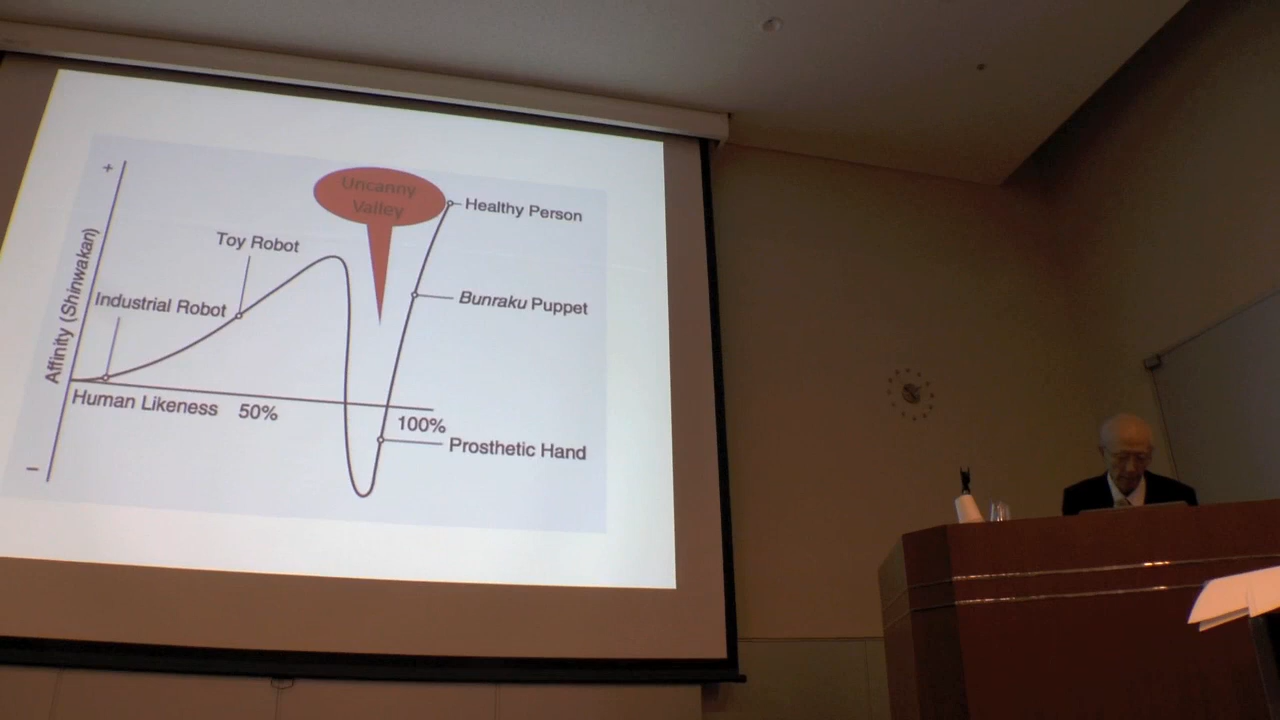 +
Uncanny
Valley
Healthy Person
Toy Robot
Bunraku Puppet
Industrial Robot
Affinity (Shinwakan)
Human Likeness 50%
100%
Prosthetic Hand
−